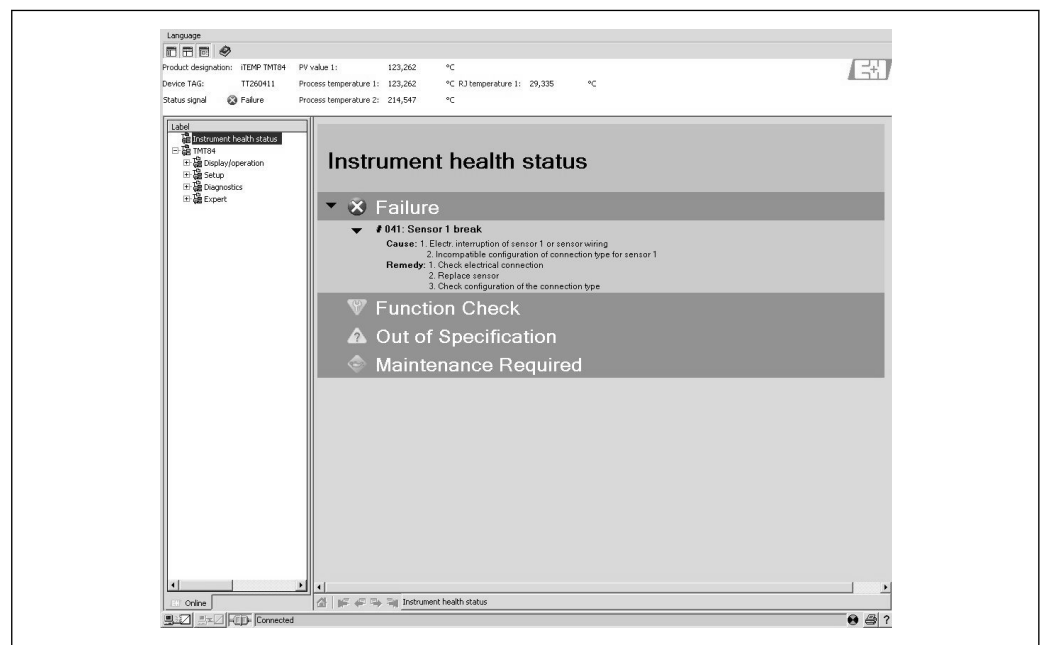 Language
Product designation: iTEMP TMT84 PV value 1: 123,262 °C
Device TAG: TT260411 Process temperature 1: 123,262 °C RJ temperature 1: 29,335 °C
Status signal Failure Process temperature 2: 214,547 °C
Label
Instrument health status
TMT84
Display/operation
Setup
Diagnostics
Expert
Instrument health status
Failure
# 041: Sensor 1 break
Cause: 1. Electr. interruption of sensor 1 or sensor wiring
2. Incompatible configuration of connection type for sensor 1
Remedy: 1. Check electrical connection
2. Replace sensor
3. Check configuration of the connection type
Function Check
Out of Specification
Maintenance Required
Online
Instrument health status
Connected